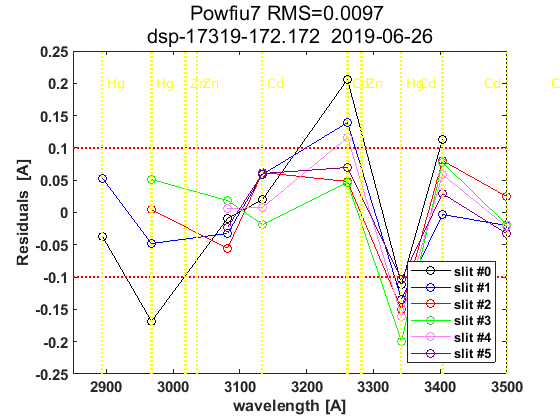 Powfiu7 RMS=0.0097
dsp-17319-172.172 2019-06-26
0.25
0.2
0.15
0.1
0.05
0
-0.05
-0.1
-0.15
-0.2
-0.25
Residuals [A]
Hg Hg Zn Zn Cd Cd Zn Hg Cd Cd
slit #0
slit #1
slit #2
slit #3
slit #4
slit #5
2900 3000 3100 3200 3300 3400 3500
wavelength [A]